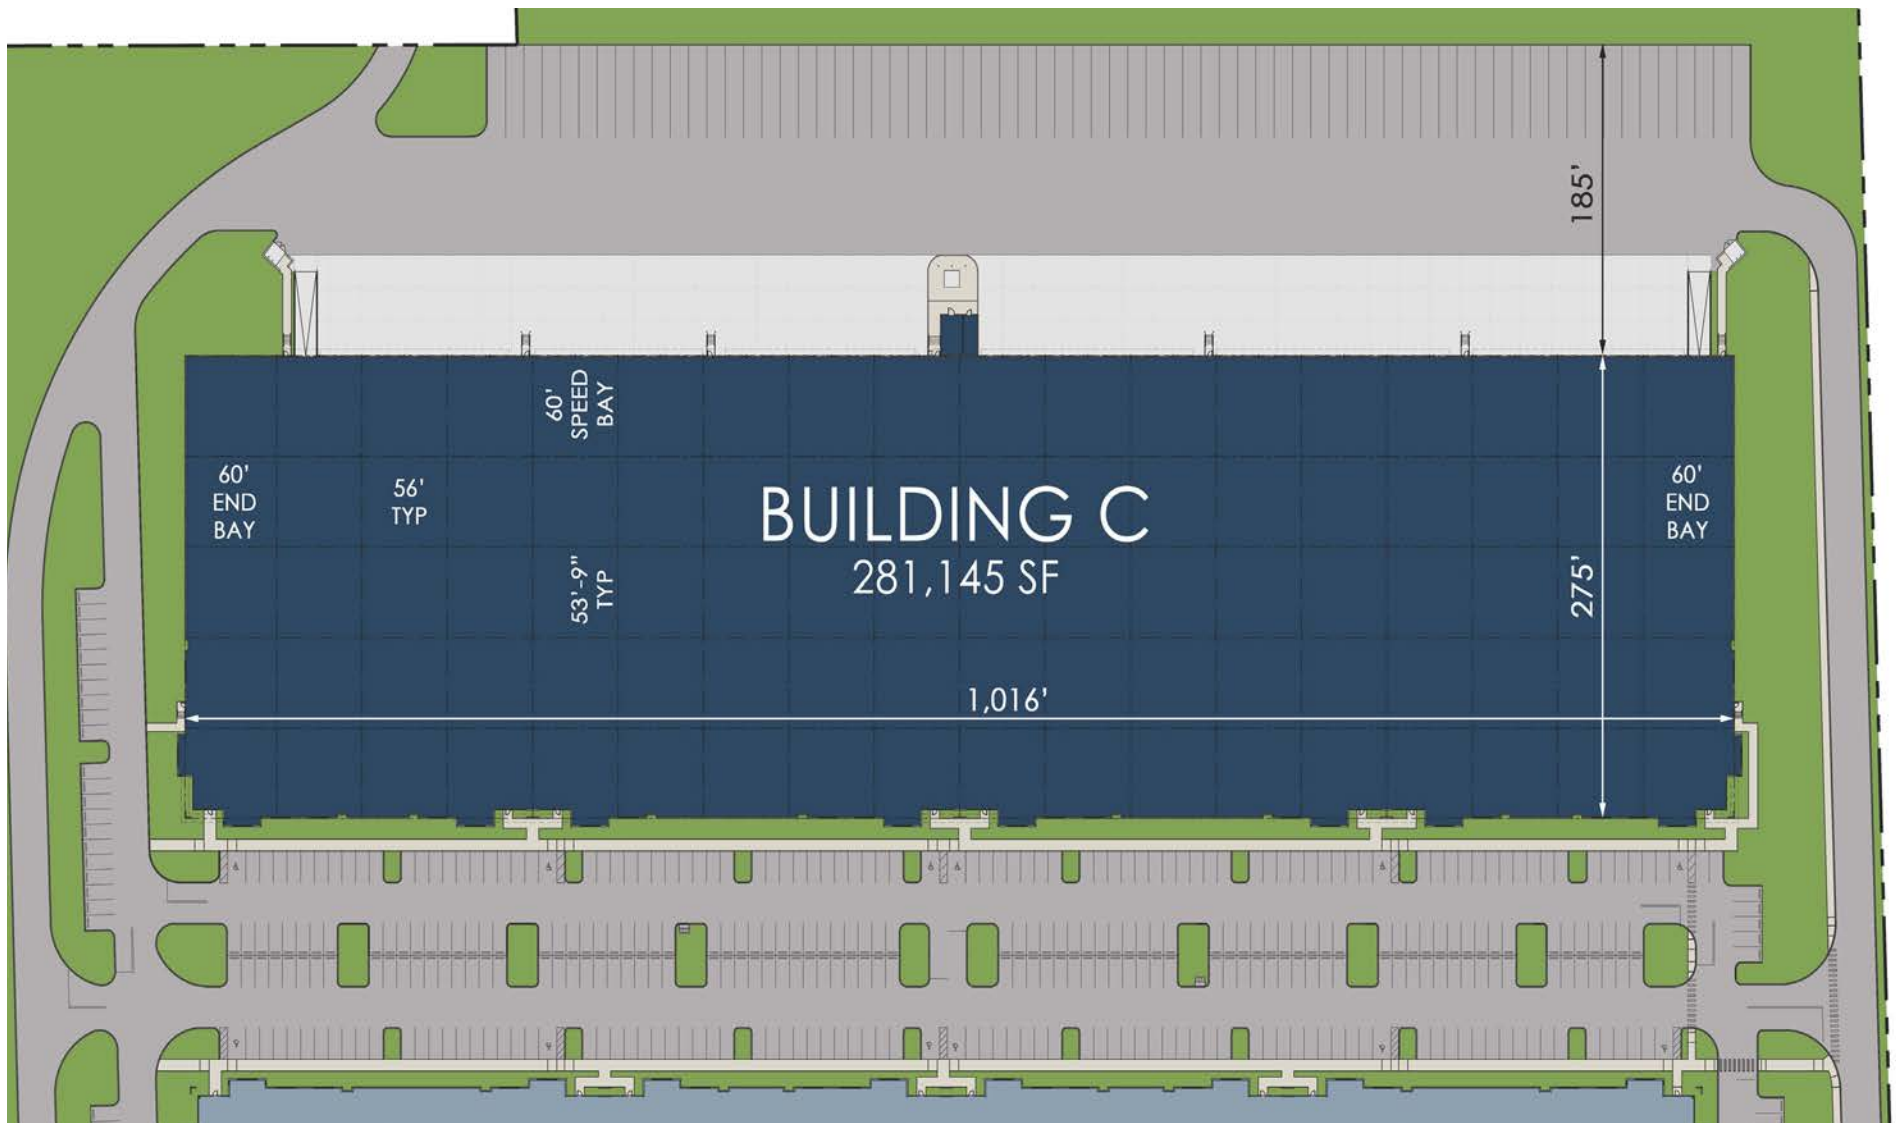 185'
60'
SPEED
BAY
60'
END
BAY
56'
TYP
BUILDING C
281,145 SF
60'
END
BAY
53'-9"
TYP
2775'
1,016'